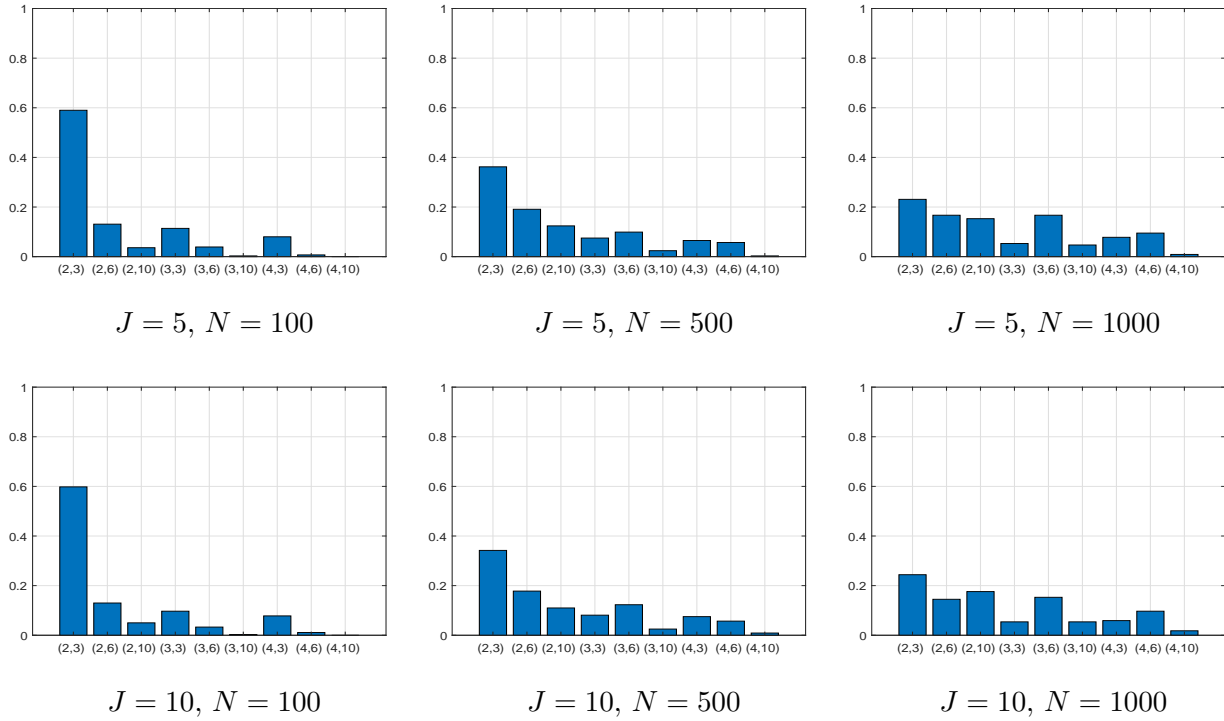 1 1 1
0.8 0.8 0.8
0.6 0.6 0.6
0.4 0.4 0.4
0.2 0.2 0.2
0 0 0
(2,3) (2,6) (2,10) (3,3) (3,6) (3,10) (4,3) (4,6) (4,10) (2,3) (2,6) (2,10) (3,3) (3,6) (3,10) (4,3) (4,6) (4,10) (2,3) (2,6) (2,10) (3,3) (3,6) (3,10) (4,3) (4,6) (4,10)
J = 5, N = 100 J = 5, N = 500 J = 5, N = 1000
1 1 1
0.8 0.8 0.8
0.6 0.6 0.6
0.4 0.4 0.4
0.2 0.2 0.2
0 0 0
(2,3) (2,6) (2,10) (3,3) (3,6) (3,10) (4,3) (4,6) (4,10) (2,3) (2,6) (2,10) (3,3) (3,6) (3,10) (4,3) (4,6) (4,10) (2,3) (2,6) (2,10) (3,3) (3,6) (3,10) (4,3) (4,6) (4,10)
J = 10, N = 100 J = 10, N = 500 J = 10, N = 1000